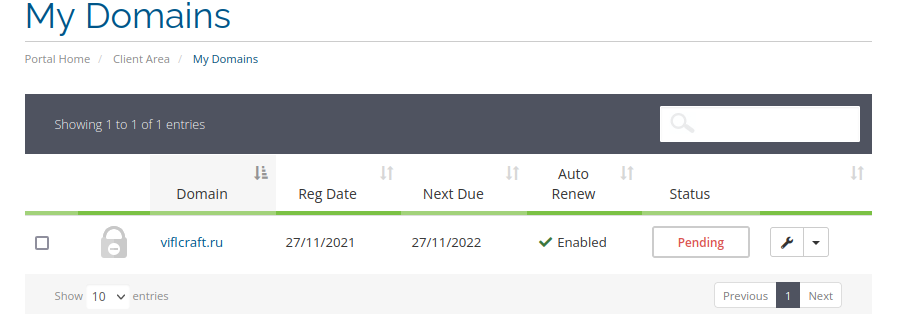 My Domains
Portal Home / Client Area / My Domains
Showing 1 to 1 of 1 entries
Domain Reg Date Next Due Auto Renew Status
viflcraft.ru 27/11/2021 27/11/2022 Enabled Pending
Show 10 entries Previous 1 Next